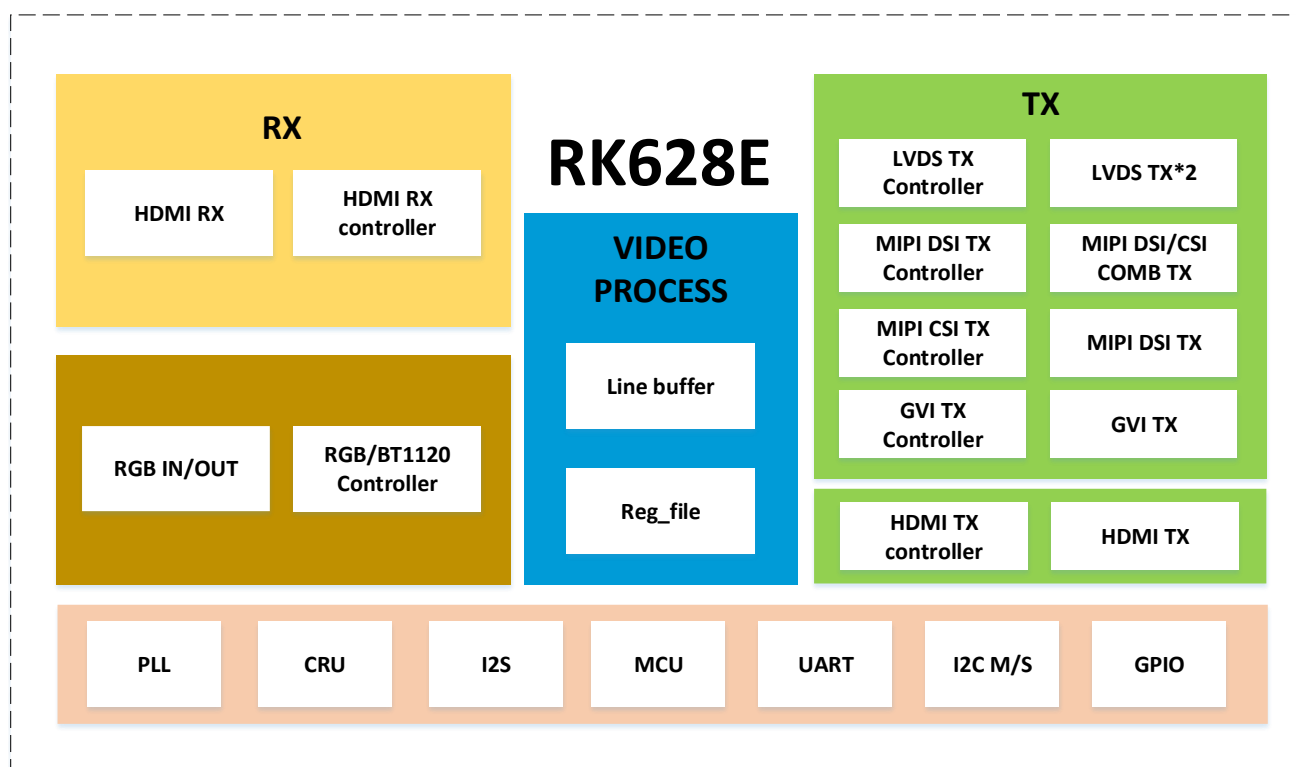 RX
HDMI RX
HDMI RX
controller
RGB IN/OUT
RGB/BT1120
Controller
RK628E
VIDEO
PROCESS
Line buffer
Reg_file
TX
LVDS TX
Controller
LVDS TX*2
MIPI DSI TX
Controller
MIPI DSI/CSI
COMB TX
MIPI CSI TX
Controller
MIPI DSI TX
GVI TX
Controller
GVI TX
HDMI TX
controller
HDMI TX
PLL
CRU
I2S
MCU
UART
I2C M/S
GPIO